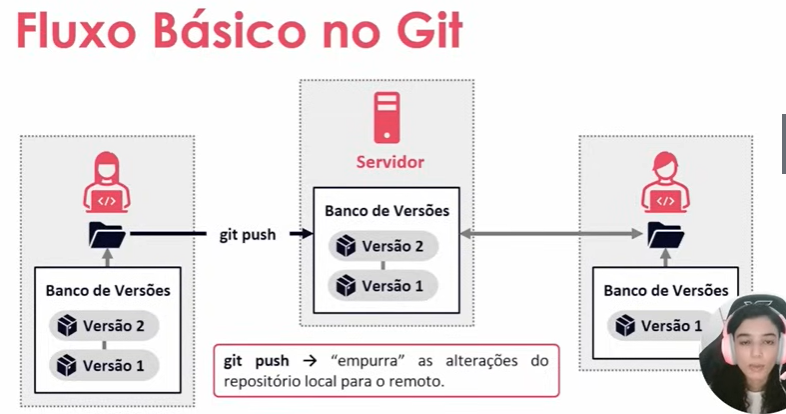 Fluxo Básico no Git
Servidor
</>
</>
git push
Banco de Versões
Versão 2
Versão 1
Banco de Versões
Versão 2
Versão 1
Banco de Versões
Versão 1
git push → “empurra” as alterações do
repositório local para o remoto.